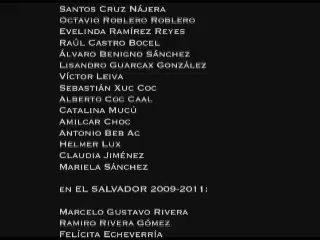 Santos Cruz Nájera
Octavio Roblero Roblero
Evelinda Ramírez Reyes
Raúl Castro Bocel
Álvaro Benigno Sánchez
Lisandro Guarcax González
Víctor Leiva
Sebastián Xuc Coc
Alberto Coc Caal
Catalina Mucú
Amilcar Choc
Antonio Beb Ac
Helmer Lux
Claudia Jiménez
Mariela Sánchez
en EL SALVADOR 2009-2011:
Marcelo Gustavo Rivera
Ramiro Rivera Gómez
Felícita Echeverría